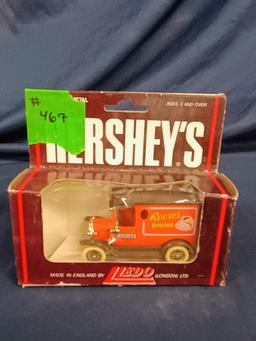 # 467
METAL
AGES 3 AND OVER
HERSHEY'S
Reese's
pieces
HERSHEY'S
MADE IN ENGLAND BY LLEDO (LONDON) LTD